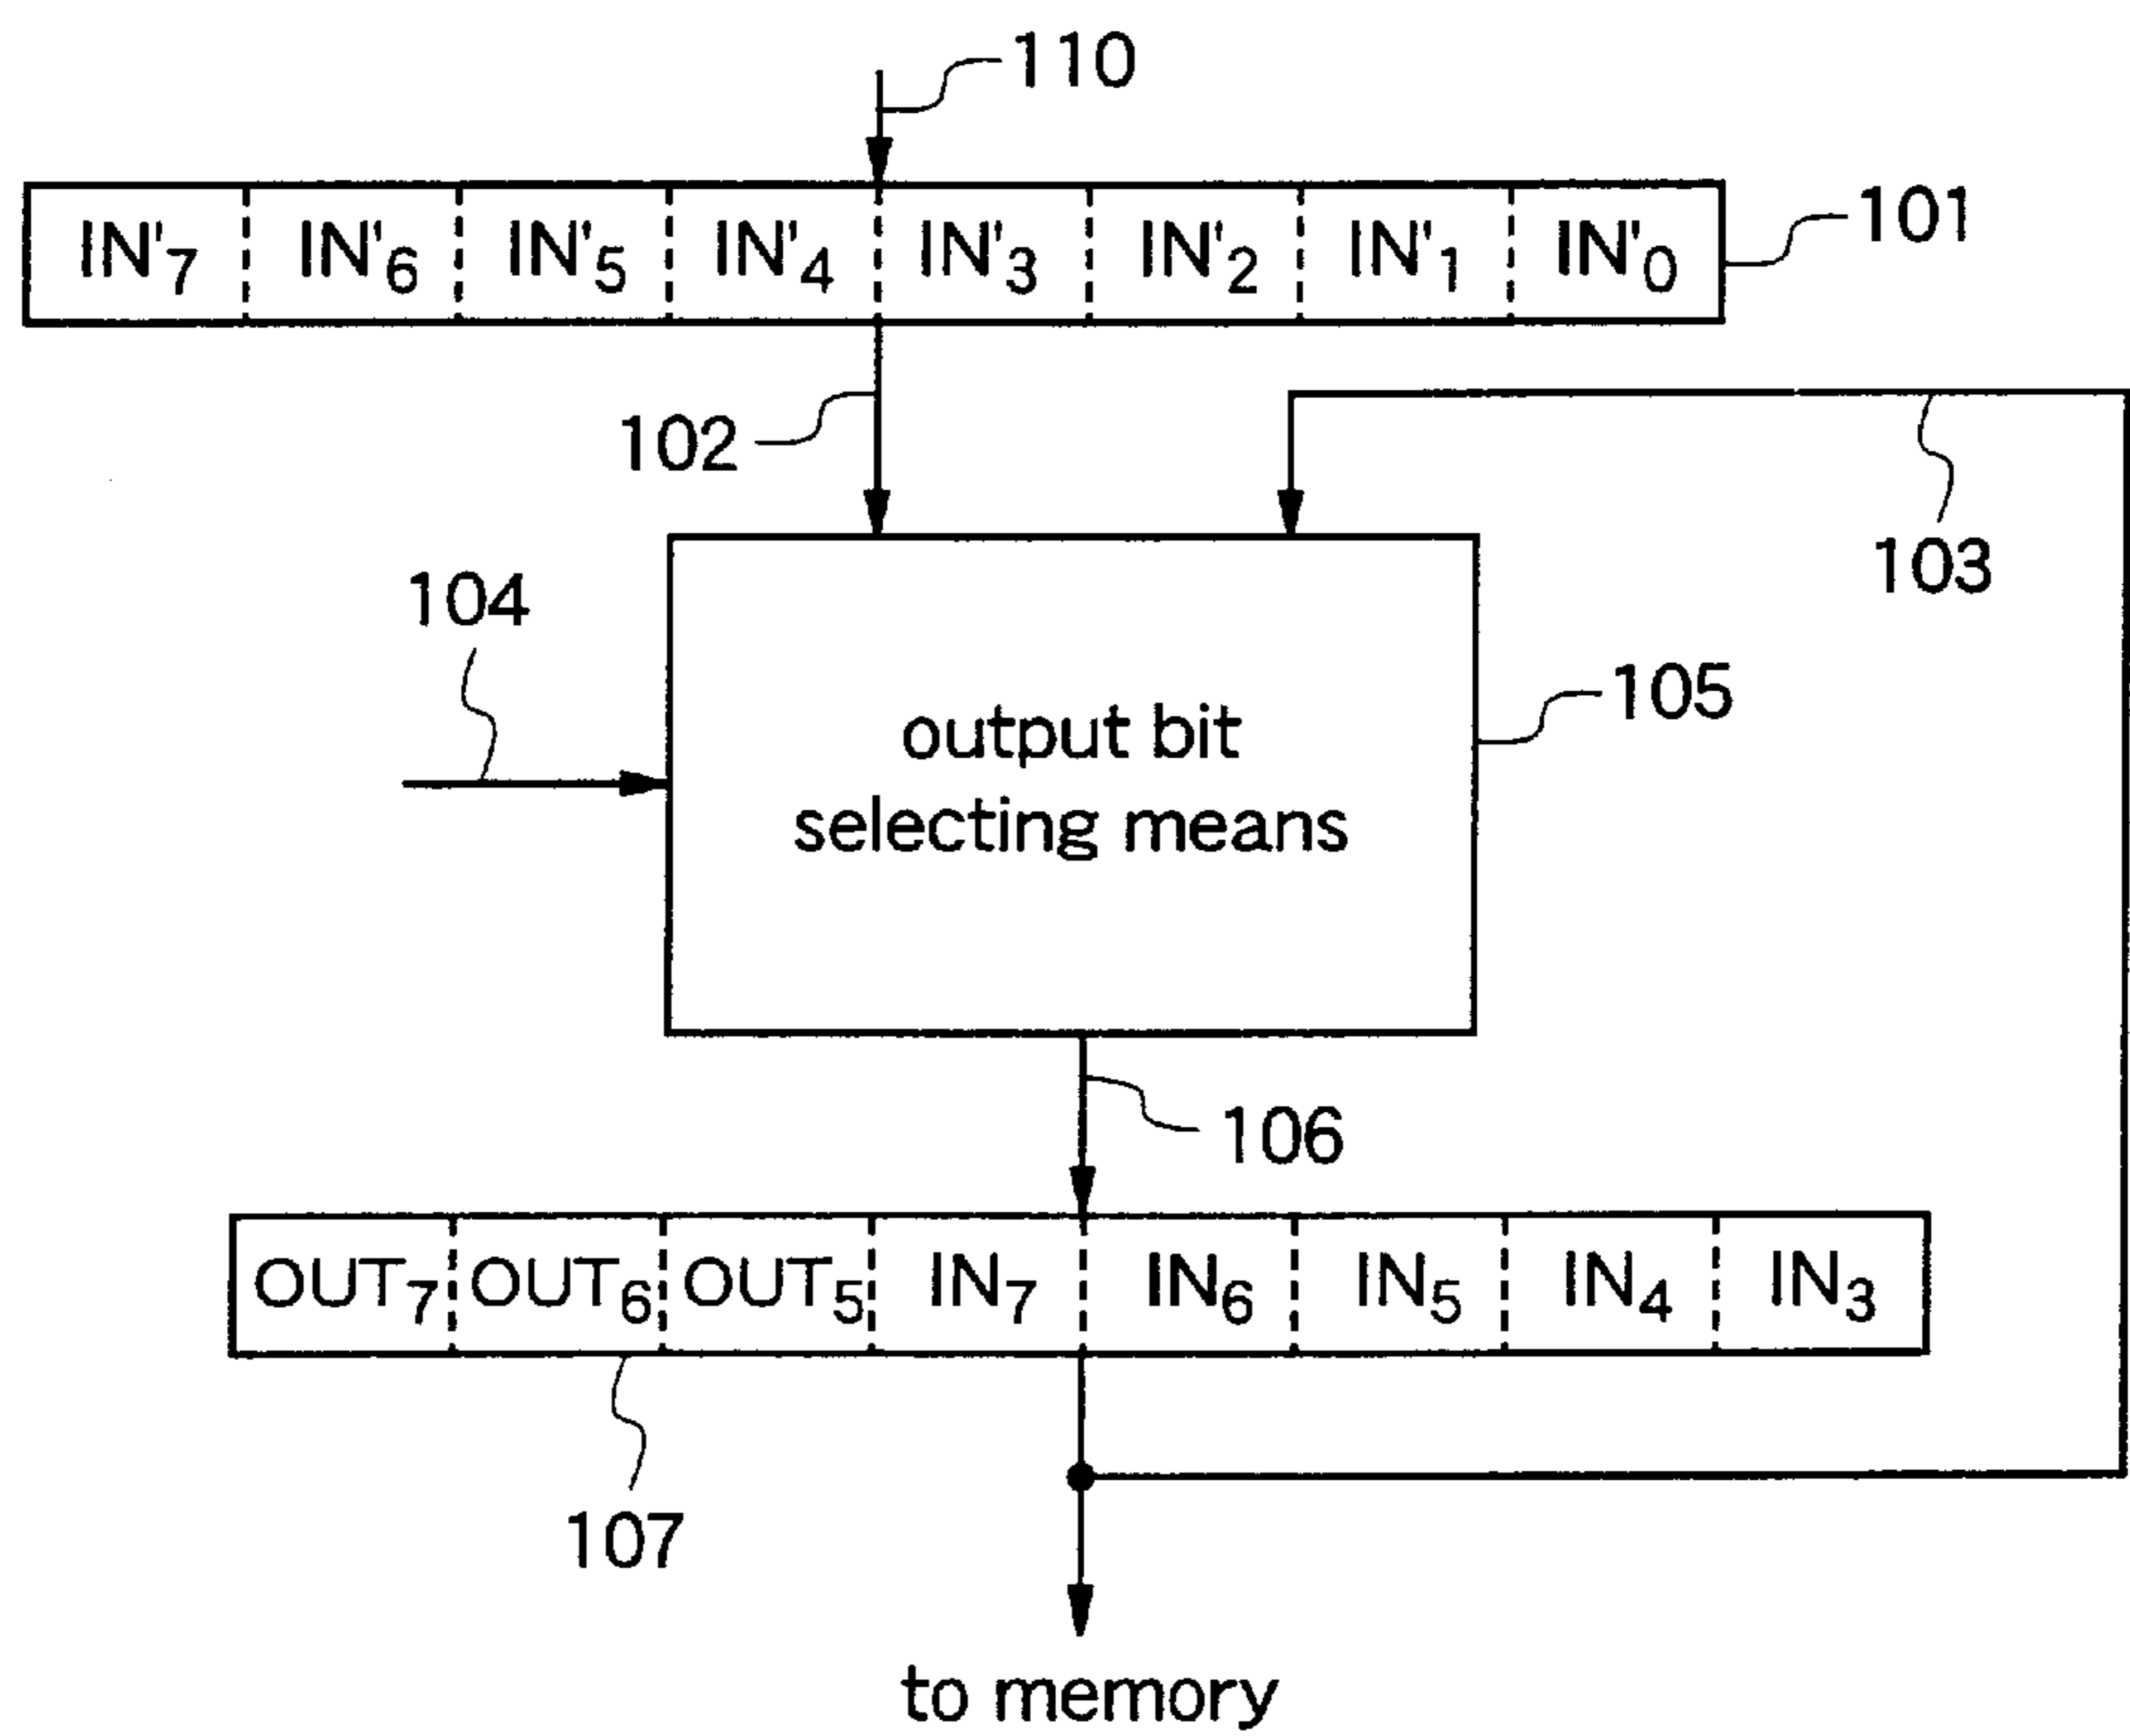 110
IN'7 IN'6 IN'5 IN'4 IN'3 IN'2 IN'1 IN'0
101
102
103
104
105
output bit
selecting means
106
OUT7 OUT6 OUT5 IN7 IN6 IN5 IN4 IN3
107
to memory